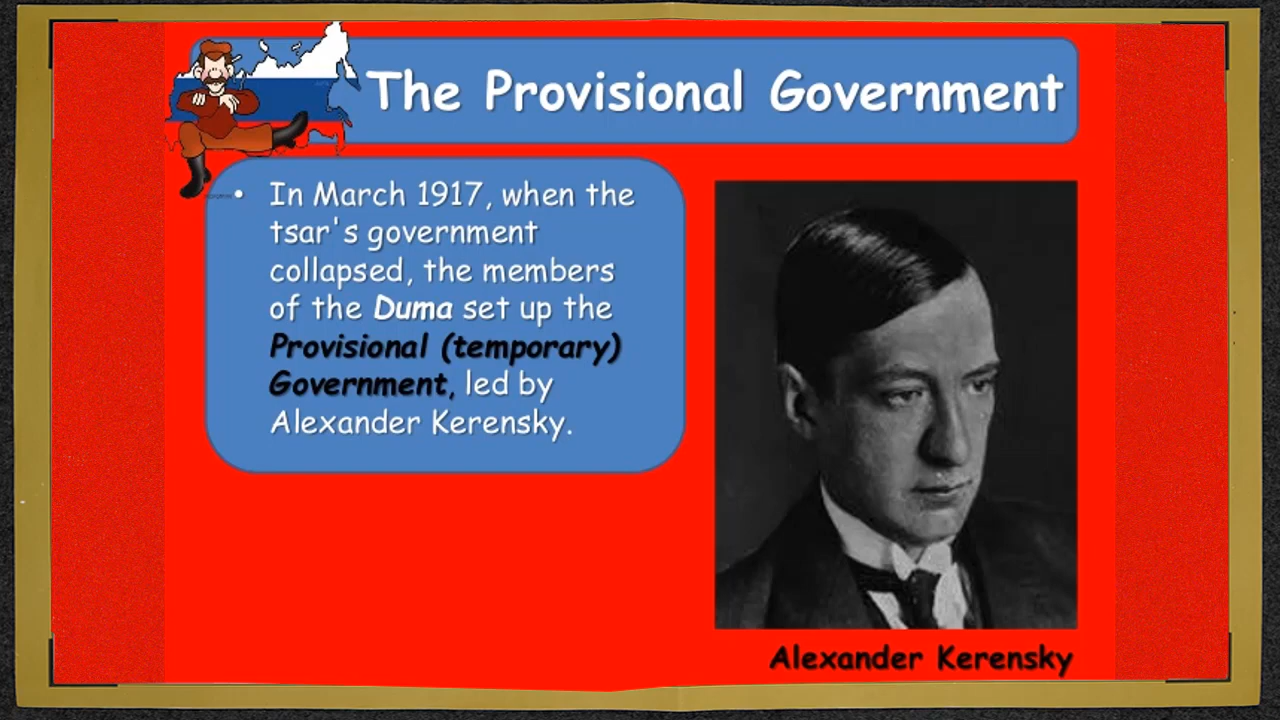 The Provisional Government
• In March 1917, when the
tsar's government
collapsed, the members
of the Duma set up the
Provisional (temporary)
Government, led by
Alexander Kerensky.
Alexander Kerensky